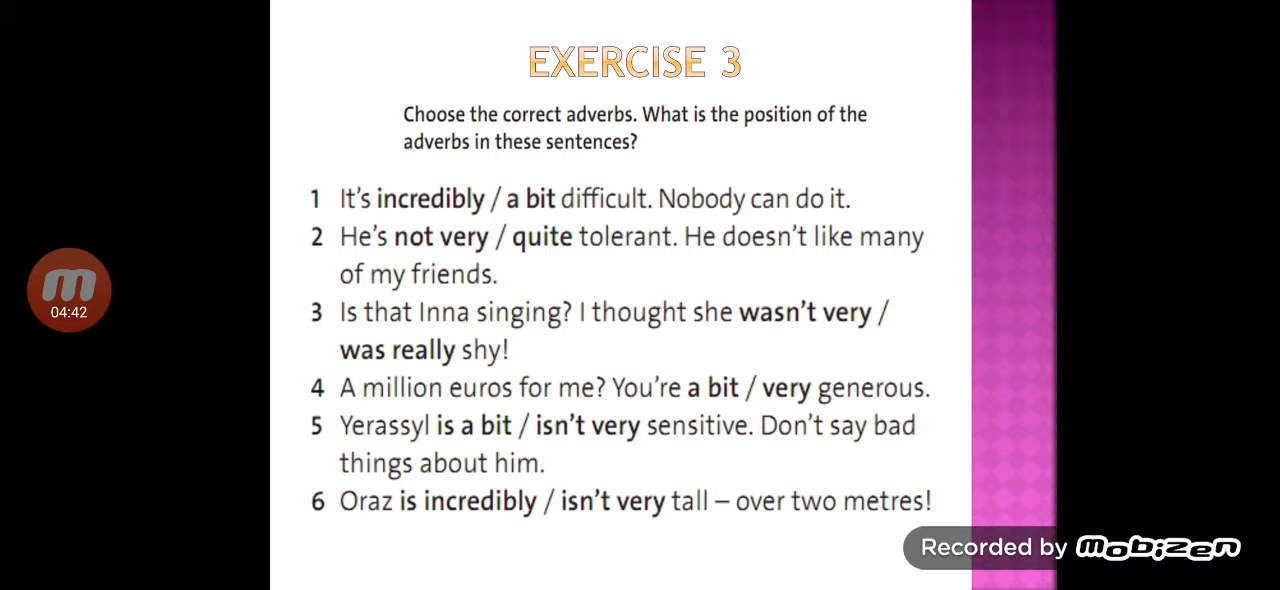 EXERCISE 3
Choose the correct adverbs. What is the position of the
adverbs in these sentences?
1 It's incredibly / a bit difficult. Nobody can do it.
2 He's not very / quite tolerant. He doesn't like many
of my friends.
3 Is that Inna singing? I thought she wasn't very /
was really shy!
4 A million euros for me? You're a bit / very generous.
5 Yerassyl is a bit / isn't very sensitive. Don't say bad
things about him.
6 Oraz is incredibly / isn't very tall – over two metres!
m
04:42
Recorded by mobizen